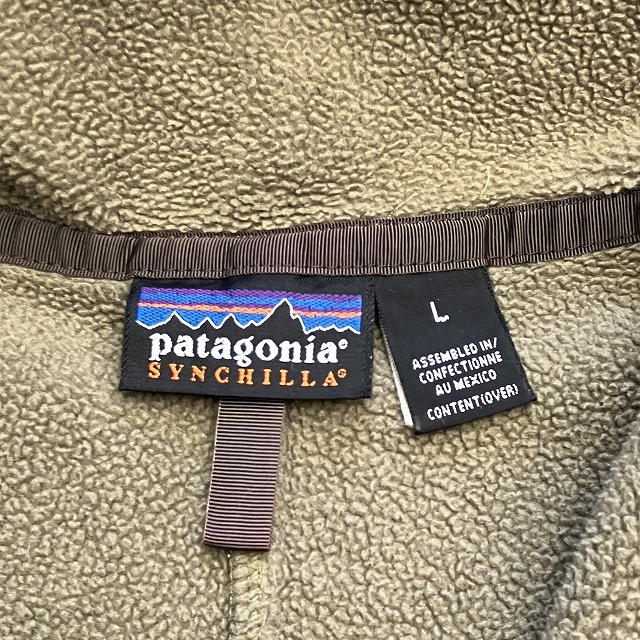 patagonia®
SYNCHILLA®
L
ASSEMBLED IN/
CONFECTIONNE
AU MEXICO
CONTENT(OVER)